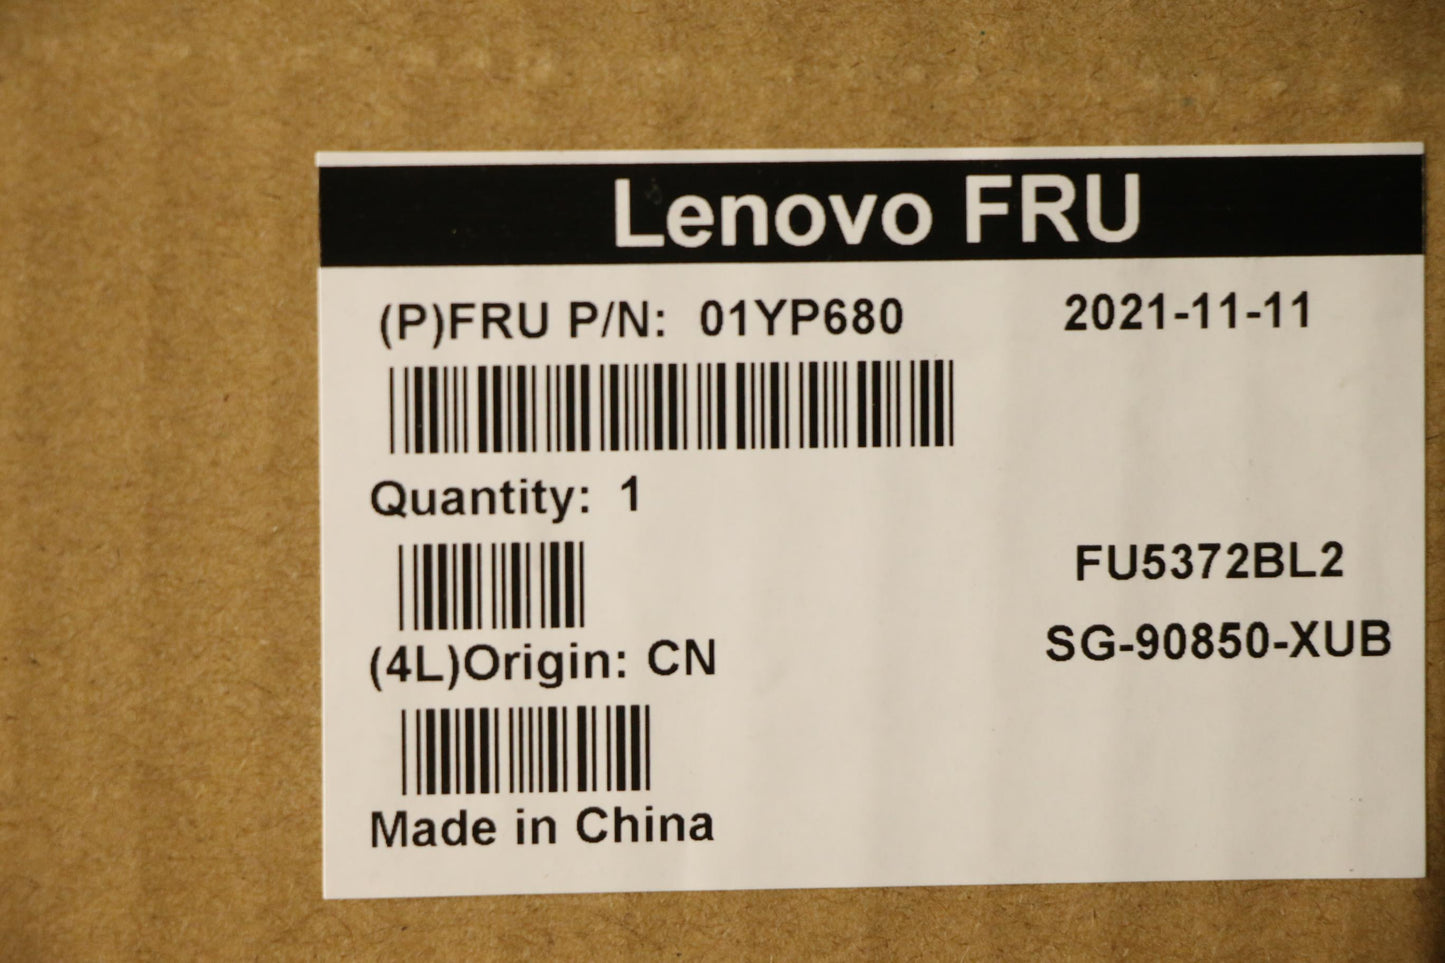 Lenovo FRU
(P)FRU P/N: 01YP680 2021-11-11
Quantity: 1
FU5372BL2
SG-90850-XUB
(4L)Origin: CN
Made in China